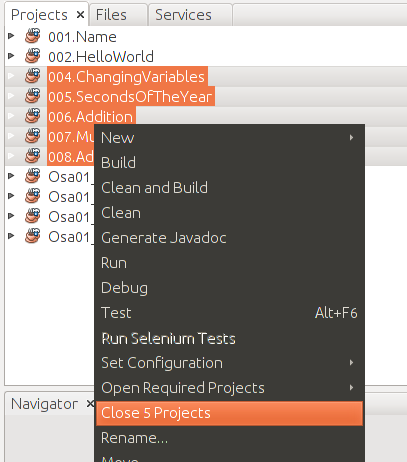 Projects × Files Services
001.Name
002.HelloWorld
004.ChangingVariables
005.SecondsOfTheYear
006.Addition
007.Mu
008.Ad
Osa01_
Osa01_
Osa01_
Osa01_
New
Build
Clean and Build
Clean
Generate Javadoc
Run
Debug
Test Alt+F6
Run Selenium Tests
Set Configuration
Open Required Projects
Navigator ×
Close 5 Projects
Rename...
Move